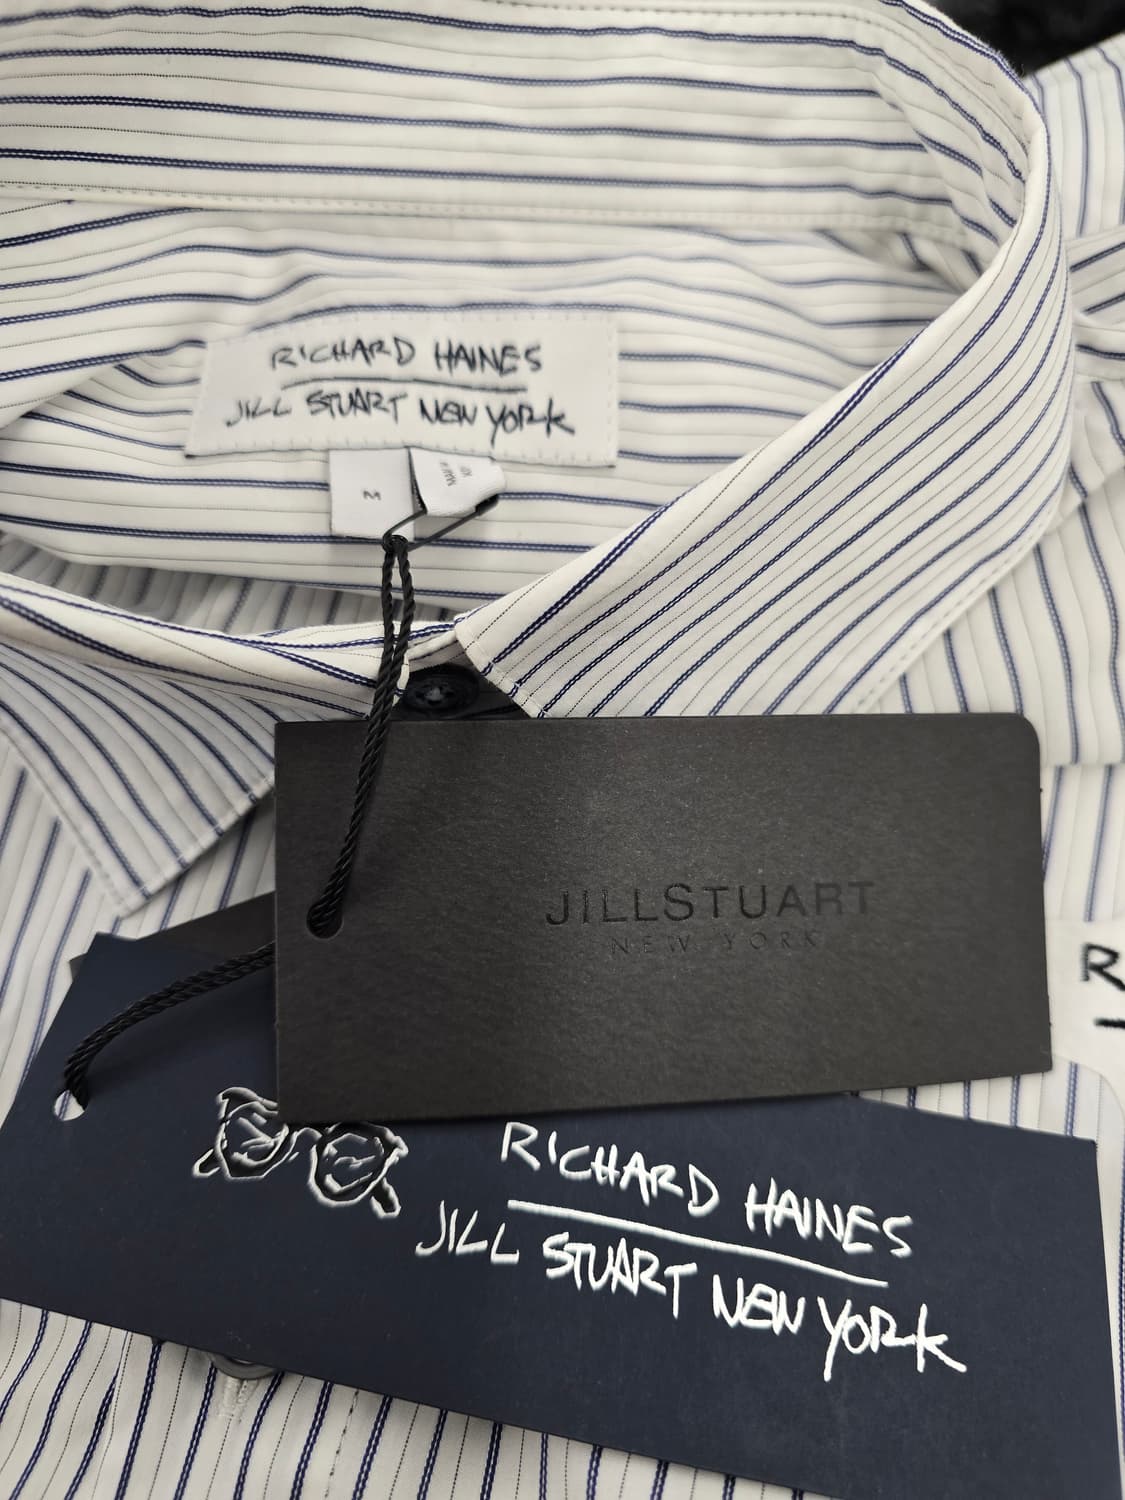 RICHARD HAINES
JILL STUART NEW YORK
M
JILLSTUART
NEW YORK
R
RICHARD HAINES
JILL STUART NEW YORK